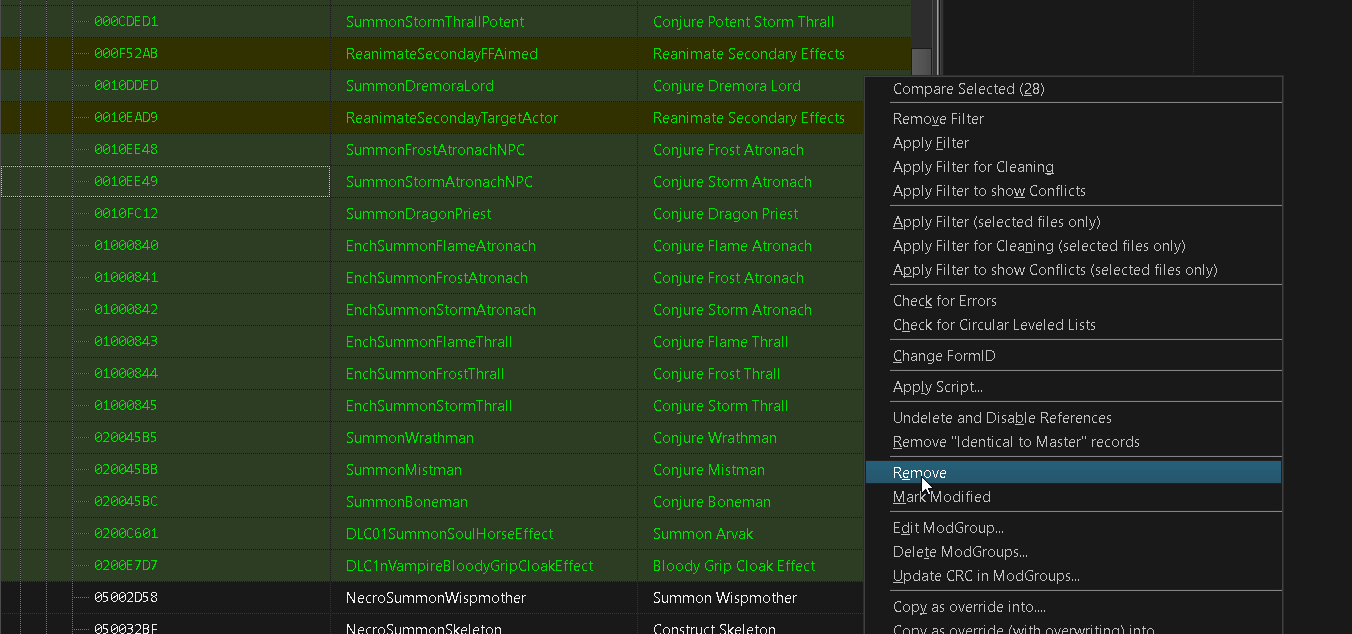 000CDED1 SummonStormThrallPotent Conjure Potent Storm Thrall
000F52AB ReanimateSecondayFFAimed Reanimate Secondary Effects
0010DDED SummonDremoraLord Conjure Dremora Lord
0010EAD9 ReanimateSecondayTargetActor Reanimate Secondary Effects
0010EE48 SummonFrostAtronachNPC Conjure Frost Atronach
0010EE49 SummonStormAtronachNPC Conjure Storm Atronach
0010FC12 SummonDragonPriest Conjure Dragon Priest
01000840 EnchSummonFlameAtronach Conjure Flame Atronach
01000841 EnchSummonFrostAtronach Conjure Frost Atronach
01000842 EnchSummonStormAtronach Conjure Storm Atronach
01000843 EnchSummonFlameThrall Conjure Flame Thrall
01000844 EnchSummonFrostThrall Conjure Frost Thrall
01000845 EnchSummonStormThrall Conjure Storm Thrall
020045B5 SummonWrathman Conjure Wrathman
020045BB SummonMistman Conjure Mistman
020045BC SummonBoneman Conjure Boneman
0200C601 DLC01SummonSoulHorseEffect Summon Arvak
0200E7D7 DLC1nVampireBloodyGripCloakEffect Bloody Grip Cloak Effect
05002D58 NecroSummonWispmother Summon Wispmother
050032BF NecroSummonSkeleton Construct Skeleton
Compare Selected (28)
Remove Filter
Apply Filter
Apply Filter for Cleaning
Apply Filter to show Conflicts
Apply Filter (selected files only)
Apply Filter for Cleaning (selected files only)
Apply Filter to show Conflicts (selected files only)
Check for Errors
Check for Circular Leveled Lists
Change FormID
Apply Script...
Undelete and Disable References
Remove "Identical to Master" records
Remove
Mark Modified
Edit ModGroup...
Delete ModGroups...
Update CRC in ModGroups...
Copy as override into....
Copy as override (with overwriting) into....